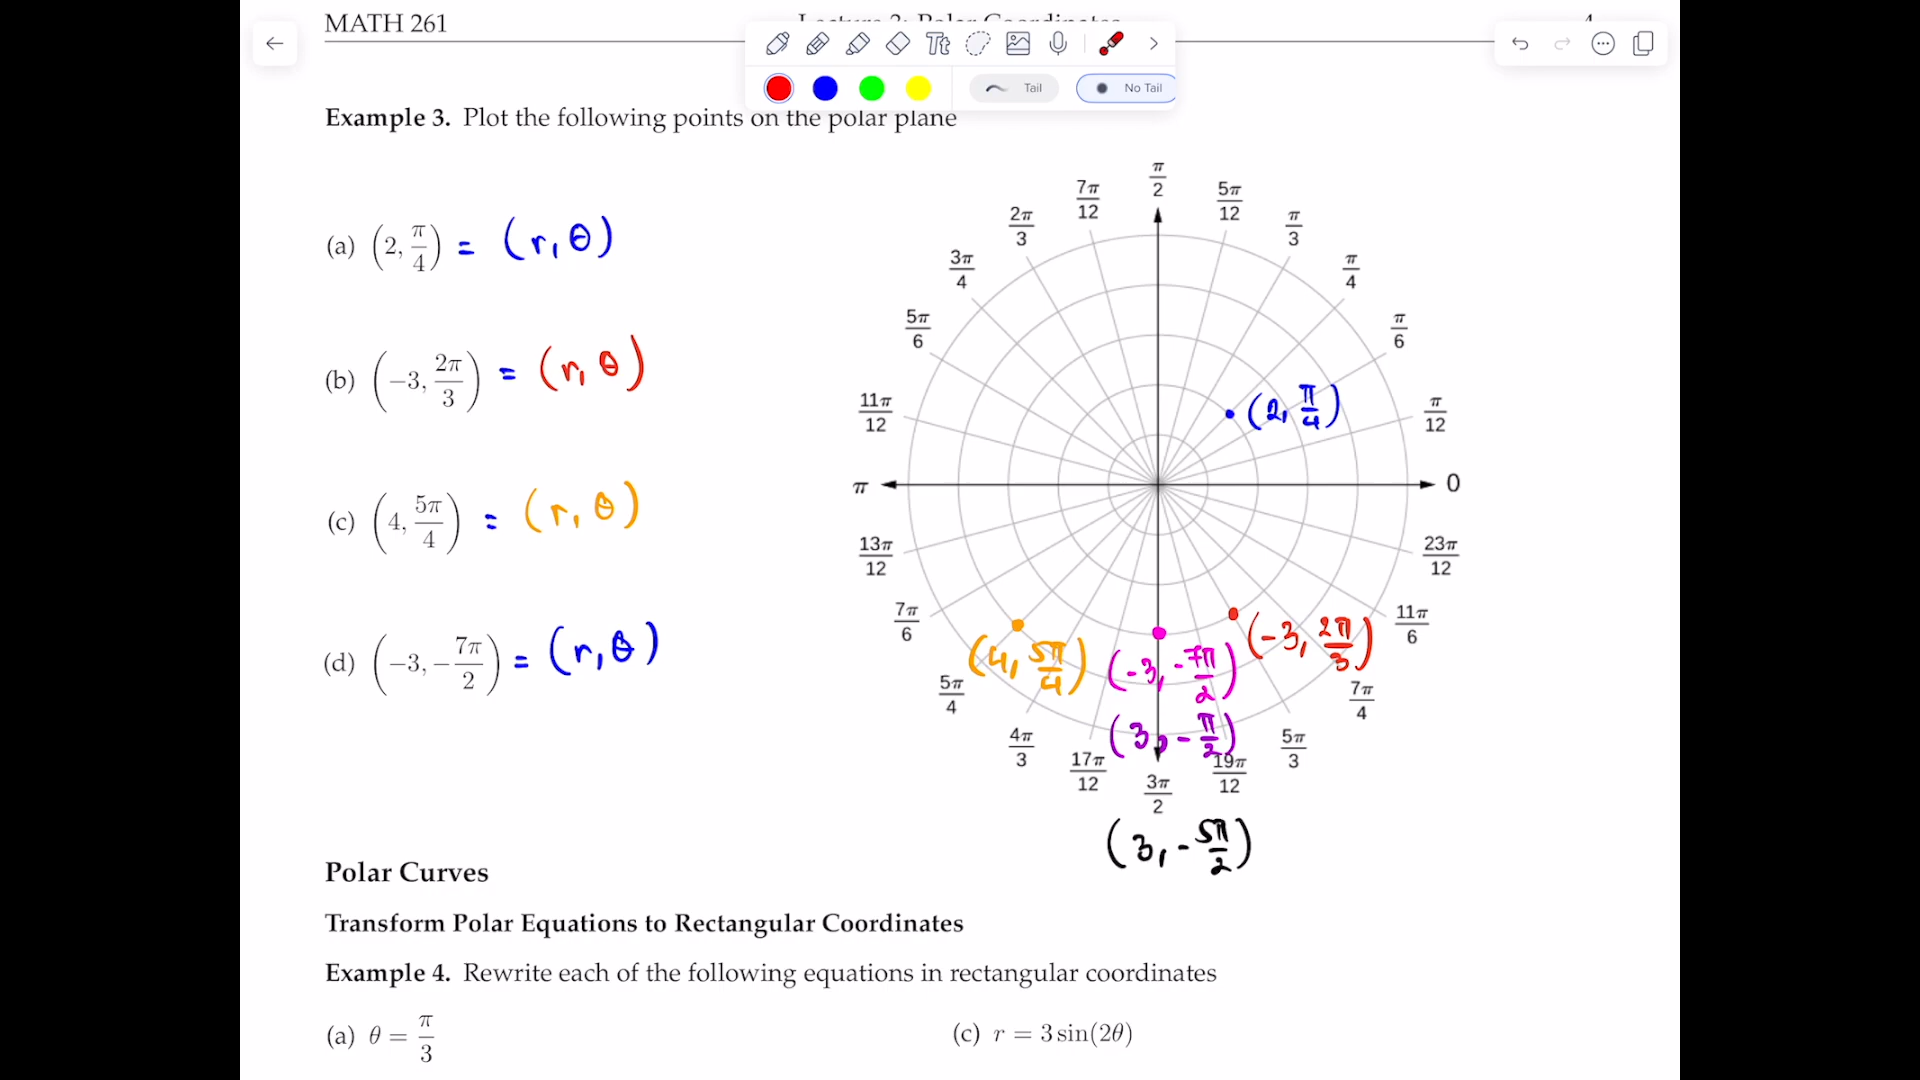 MATH 261
Tt
Tail
No Tail
Example 3. Plot the following points on the polar plane
(a) (2, π/4) = (r, θ)
(b) (−3, 2π/3) = (r, θ)
(c) (4, 5π/4) = (r, θ)
(d) (−3, −7π/2) = (r, θ)
π/2
7π/12
5π/12
2π/3
π/3
3π/4
π/4
5π/6
π/6
11π/12
(2, π/4)
π/12
π
0
13π/12
23π/12
7π/6
11π/6
(4, 5π/4)
(-3, -7π/2)
(-3, 2π/3)
5π/4
7π/4
(3, -π/2)
4π/3
5π/3
17π/12
19π/12
3π/2
(3, -5π/2)
Polar Curves
Transform Polar Equations to Rectangular Coordinates
Example 4. Rewrite each of the following equations in rectangular coordinates
(a) θ = π/3
(c) r = 3 sin(2θ)